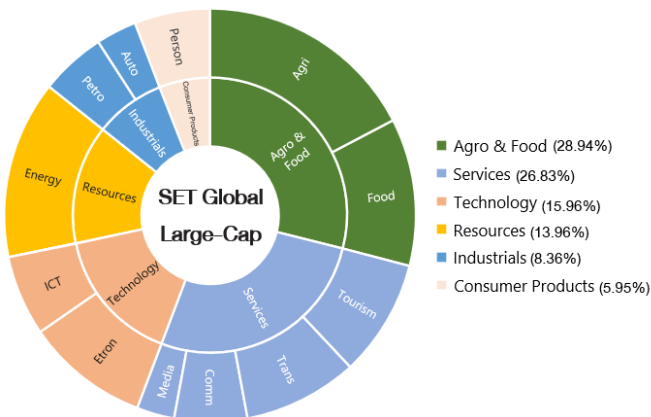 Person
Auto
Petro
Agri
Consumer Products
Industrials
Agro &
Food
Energy
Resources
SET Global
Large-Cap
Food
ICT
Technology
Services
Tourism
Etron
Media
Comm
Trans
Agro & Food (28.94%)
Services (26.83%)
Technology (15.96%)
Resources (13.96%)
Industrials (8.36%)
Consumer Products (5.95%)